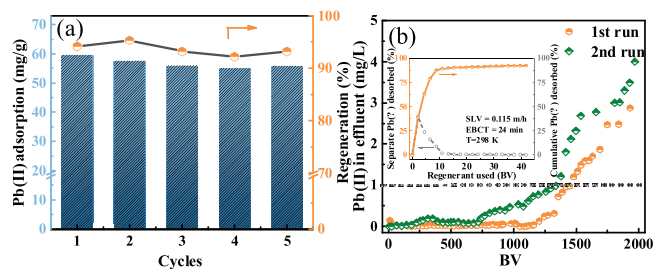 (a)
Pb(II) adsorption (mg/g)
70
60
50
40
30
20
10
0
1 2 3 4 5
Cycles
100
90
80
70
0
Regeneration (%)
(b)
1st run
2nd run
Pb(II) in effluent (mg/L)
5
4
3
2
1
0
0 500 1000 1500 2000
BV
Separate Pb(?) desorbed (%)
100
75
50
25
0
SLV = 0.115 m/h
EBCT = 24 min
T=298 K
0 10 20 30 40
Regenerant used (BV)
100
75
50
25
0
Cumulative Pb(?) desorbed (%)